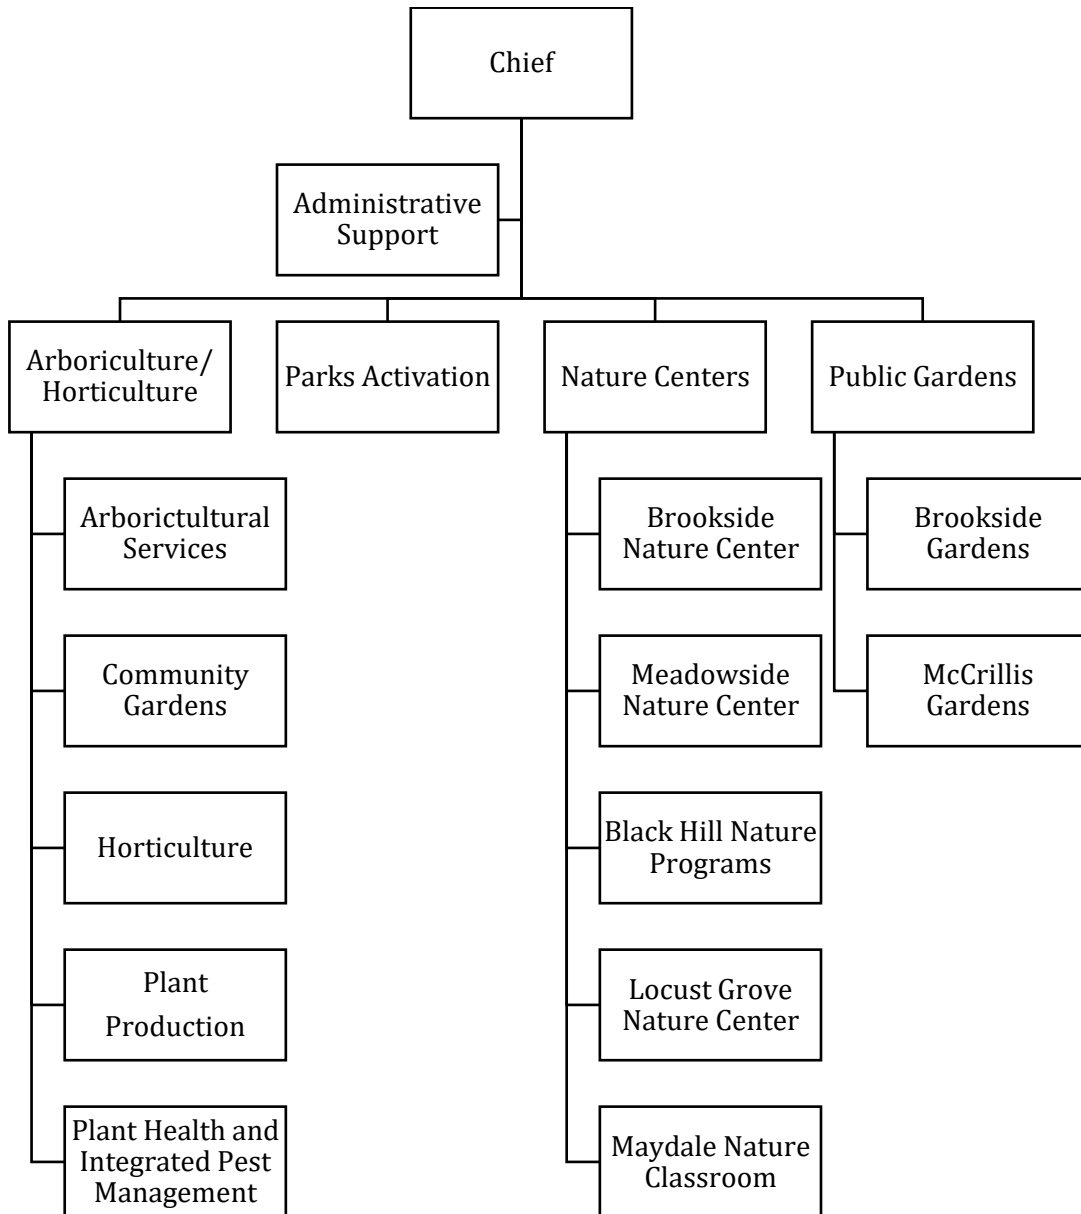 Chief
Administrative
Support
Arboriculture/
Horticulture
Parks Activation
Nature Centers
Public Gardens
Arborictultural
Services
Community
Gardens
Horticulture
Plant
Production
Plant Health and
Integrated Pest
Management
Brookside
Nature Center
Meadowside
Nature Center
Black Hill Nature
Programs
Locust Grove
Nature Center
Maydale Nature
Classroom
Brookside
Gardens
McCrillis
Gardens